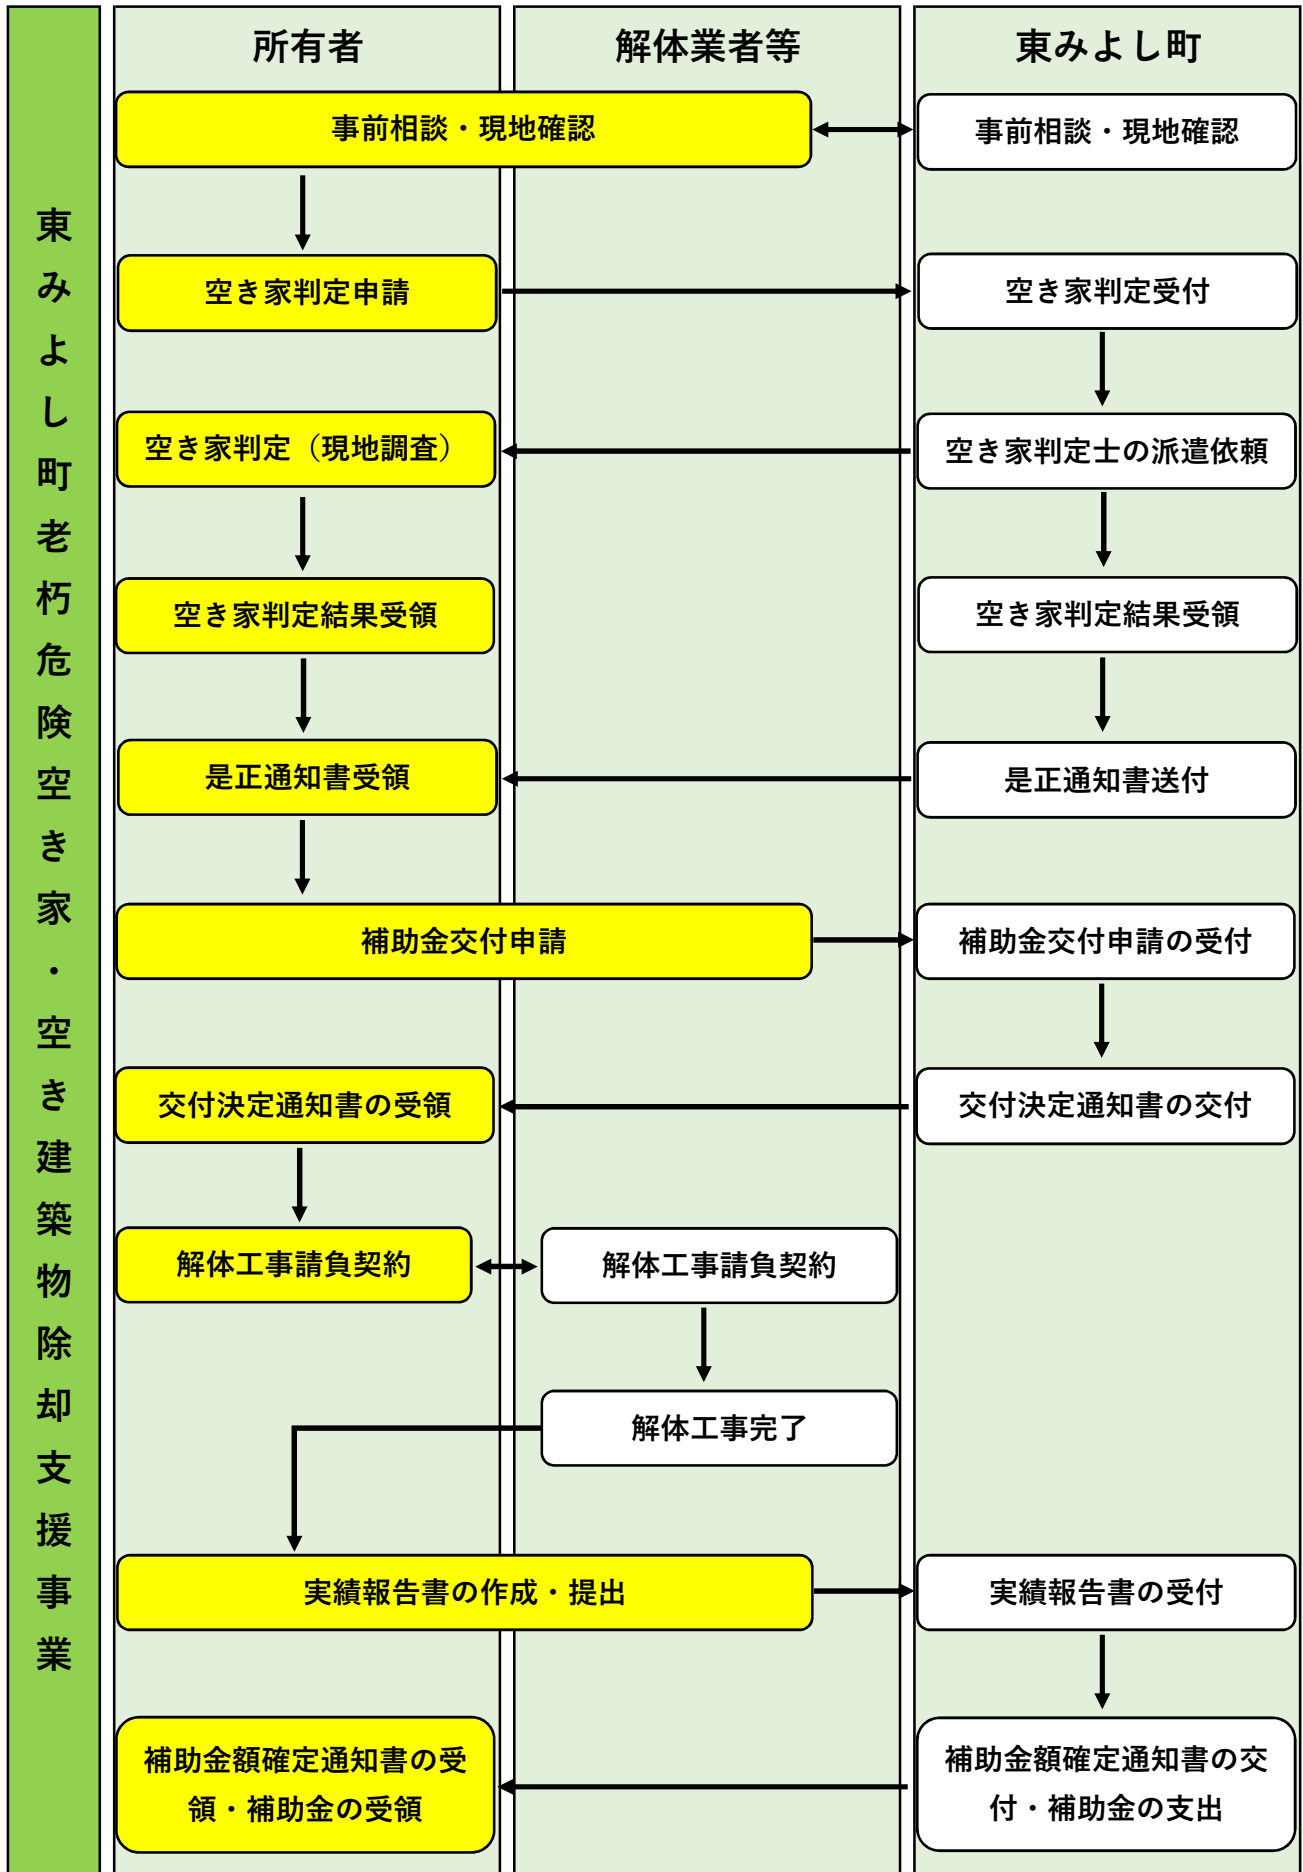 東みよし町老朽危険空き家・空き建築物除却支援事業
所有者
解体業者等
東みよし町
事前相談・現地確認
事前相談・現地確認
空き家判定申請
空き家判定受付
空き家判定（現地調査）
空き家判定士の派遣依頼
空き家判定結果受領
空き家判定結果受領
是正通知書受領
是正通知書送付
補助金交付申請
補助金交付申請の受付
交付決定通知書の受領
交付決定通知書の交付
解体工事請負契約
解体工事請負契約
解体工事完了
実績報告書の作成・提出
実績報告書の受付
補助金額確定通知書の受
領・補助金の受領
補助金額確定通知書の交
付・補助金の支出